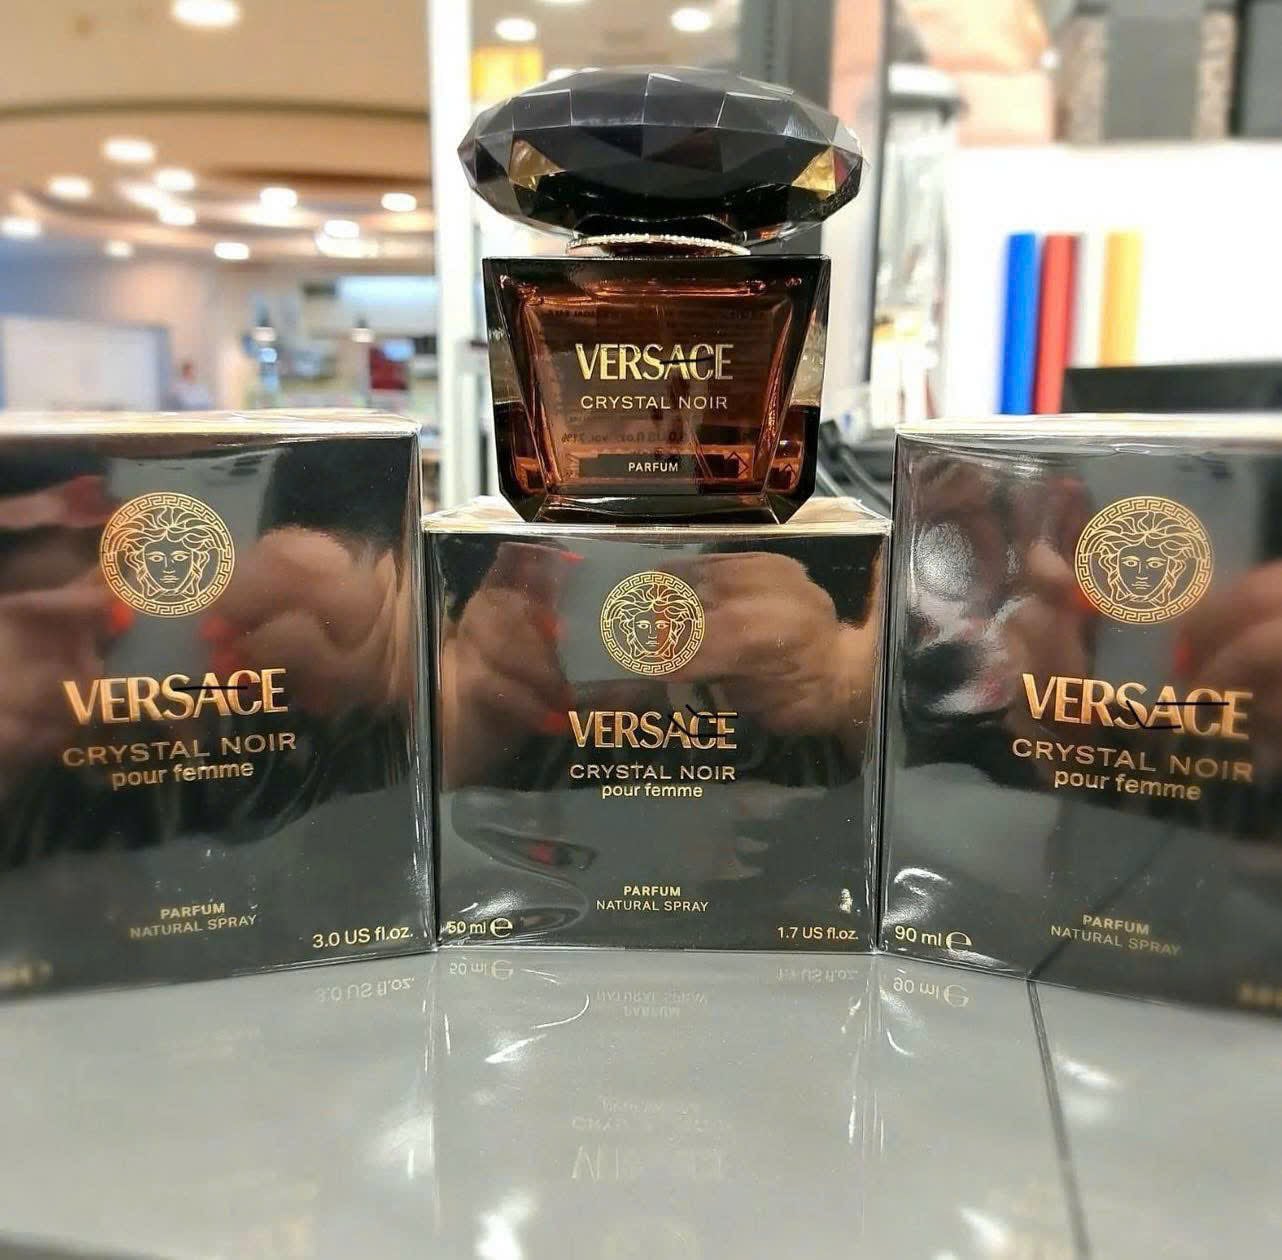 VERSACE
CRYSTAL NOIR
PARFUM
VERSACE
CRYSTAL NOIR
pour femme
PARFUM
NATURAL SPRAY
3.0 US fl.oz.
VERSACE
CRYSTAL NOIR
pour femme
PARFUM
NATURAL SPRAY
50 ml e
1.7 US fl.oz.
VERSACE
CRYSTAL NOIR
pour femme
PARFUM
NATURAL SPRAY
90 ml e